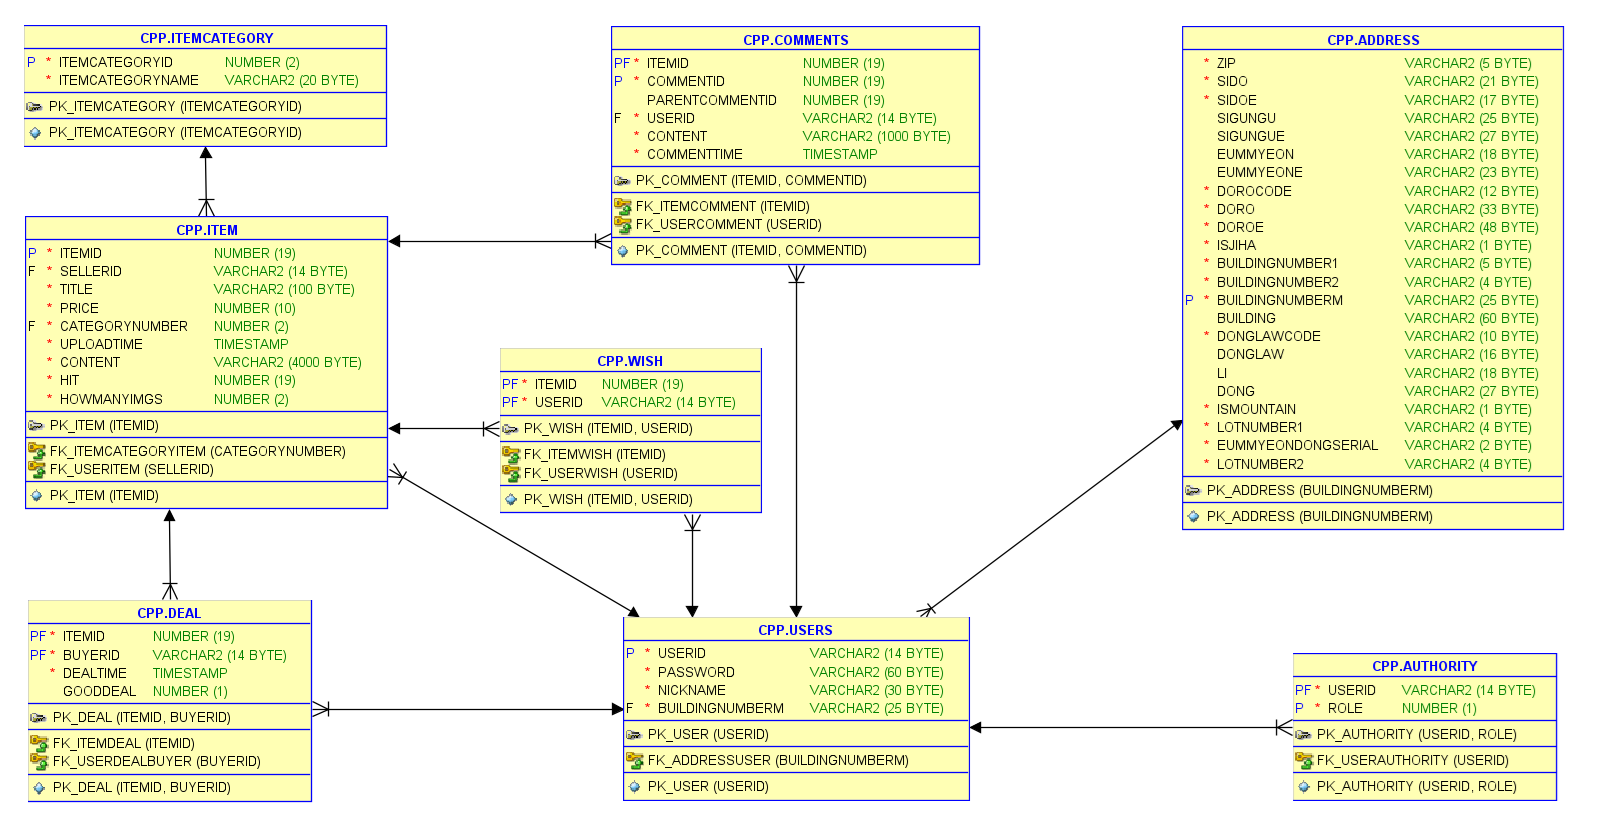 CPP.ITEMCATEGORY
P * ITEMCATEGORYID NUMBER (2)
* ITEMCATEGORYNAME VARCHAR2 (20 BYTE)
PK_ITEMCATEGORY (ITEMCATEGORYID)
PK_ITEMCATEGORY (ITEMCATEGORYID)
CPP.COMMENTS
PF * ITEMID NUMBER (19)
P * COMMENTID NUMBER (19)
PARENTCOMMENTID NUMBER (19)
F * USERID VARCHAR2 (14 BYTE)
* CONTENT VARCHAR2 (1000 BYTE)
* COMMENTTIME TIMESTAMP
PK_COMMENT (ITEMID, COMMENTID)
FK_ITEMCOMMENT (ITEMID)
FK_USERCOMMENT (USERID)
PK_COMMENT (ITEMID, COMMENTID)
CPP.ADDRESS
* ZIP VARCHAR2 (5 BYTE)
* SIDO VARCHAR2 (21 BYTE)
* SIDOE VARCHAR2 (17 BYTE)
SIGUNGU VARCHAR2 (25 BYTE)
SIGUNGUE VARCHAR2 (27 BYTE)
EUMMYEON VARCHAR2 (18 BYTE)
EUMMYEONE VARCHAR2 (23 BYTE)
* DOROCODE VARCHAR2 (12 BYTE)
* DORO VARCHAR2 (33 BYTE)
* DOROE VARCHAR2 (48 BYTE)
* ISJIHA VARCHAR2 (1 BYTE)
* BUILDINGNUMBER1 VARCHAR2 (5 BYTE)
* BUILDINGNUMBER2 VARCHAR2 (4 BYTE)
P * BUILDINGNUMBERM VARCHAR2 (25 BYTE)
BUILDING VARCHAR2 (60 BYTE)
* DONGLAWCODE VARCHAR2 (10 BYTE)
DONGLAW VARCHAR2 (16 BYTE)
LI VARCHAR2 (18 BYTE)
DONG VARCHAR2 (27 BYTE)
* ISMOUNTAIN VARCHAR2 (1 BYTE)
* LOTNUMBER1 VARCHAR2 (4 BYTE)
* EUMMYEONDONGSERIAL VARCHAR2 (2 BYTE)
* LOTNUMBER2 VARCHAR2 (4 BYTE)
PK_ADDRESS (BUILDINGNUMBERM)
PK_ADDRESS (BUILDINGNUMBERM)
CPP.ITEM
P * ITEMID NUMBER (19)
F * SELLERID VARCHAR2 (14 BYTE)
* TITLE VARCHAR2 (100 BYTE)
* PRICE NUMBER (10)
F * CATEGORYNUMBER NUMBER (2)
* UPLOADTIME TIMESTAMP
* CONTENT VARCHAR2 (4000 BYTE)
* HIT NUMBER (19)
* HOWMANYIMGS NUMBER (2)
PK_ITEM (ITEMID)
FK_ITEMCATEGORYITEM (CATEGORYNUMBER)
FK_USERITEM (SELLERID)
PK_ITEM (ITEMID)
CPP.WISH
PF * ITEMID NUMBER (19)
PF * USERID VARCHAR2 (14 BYTE)
PK_WISH (ITEMID, USERID)
FK_ITEMWISH (ITEMID)
FK_USERWISH (USERID)
PK_WISH (ITEMID, USERID)
CPP.DEAL
PF * ITEMID NUMBER (19)
PF * BUYERID VARCHAR2 (14 BYTE)
* DEALTIME TIMESTAMP
GOODDEAL NUMBER (1)
PK_DEAL (ITEMID, BUYERID)
FK_ITEMDEAL (ITEMID)
FK_USERDEALBUYER (BUYERID)
PK_DEAL (ITEMID, BUYERID)
CPP.USERS
P * USERID VARCHAR2 (14 BYTE)
* PASSWORD VARCHAR2 (60 BYTE)
* NICKNAME VARCHAR2 (30 BYTE)
F * BUILDINGNUMBERM VARCHAR2 (25 BYTE)
PK_USER (USERID)
FK_ADDRESSUSER (BUILDINGNUMBERM)
PK_USER (USERID)
CPP.AUTHORITY
PF * USERID VARCHAR2 (14 BYTE)
P * ROLE NUMBER (1)
PK_AUTHORITY (USERID, ROLE)
FK_USERAUTHORITY (USERID)
PK_AUTHORITY (USERID, ROLE)